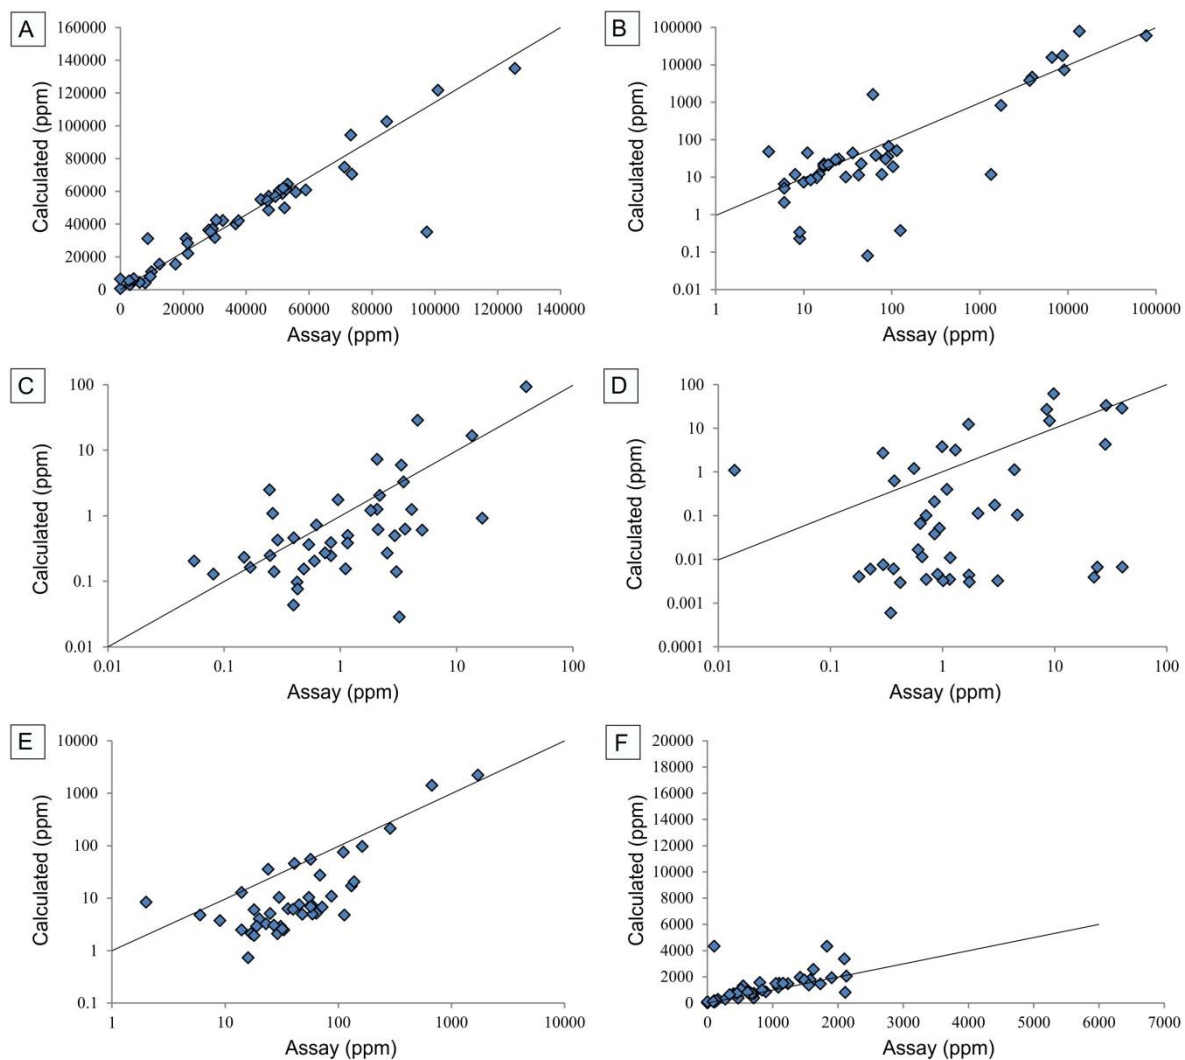 A
Calculated (ppm)
160000
140000
120000
100000
80000
60000
40000
20000
0
0 20000 40000 60000 80000 100000 120000 140000
Assay (ppm)
B
Calculated (ppm)
100000
10000
1000
100
10
1
0.1
0.01
1 10 100 1000 10000 100000
Assay (ppm)
C
Calculated (ppm)
100
10
1
0.1
0.01
0.01 0.1 1 10 100
Assay (ppm)
D
Calculated (ppm)
100
10
1
0.1
0.01
0.001
0.0001
0.01 0.1 1 10 100
Assay (ppm)
E
Calculated (ppm)
10000
1000
100
10
1
0.1
1 10 100 1000 10000
Assay (ppm)
F
Calculated (ppm)
20000
18000
16000
14000
12000
10000
8000
6000
4000
2000
0
0 1000 2000 3000 4000 5000 6000 7000
Assay (ppm)